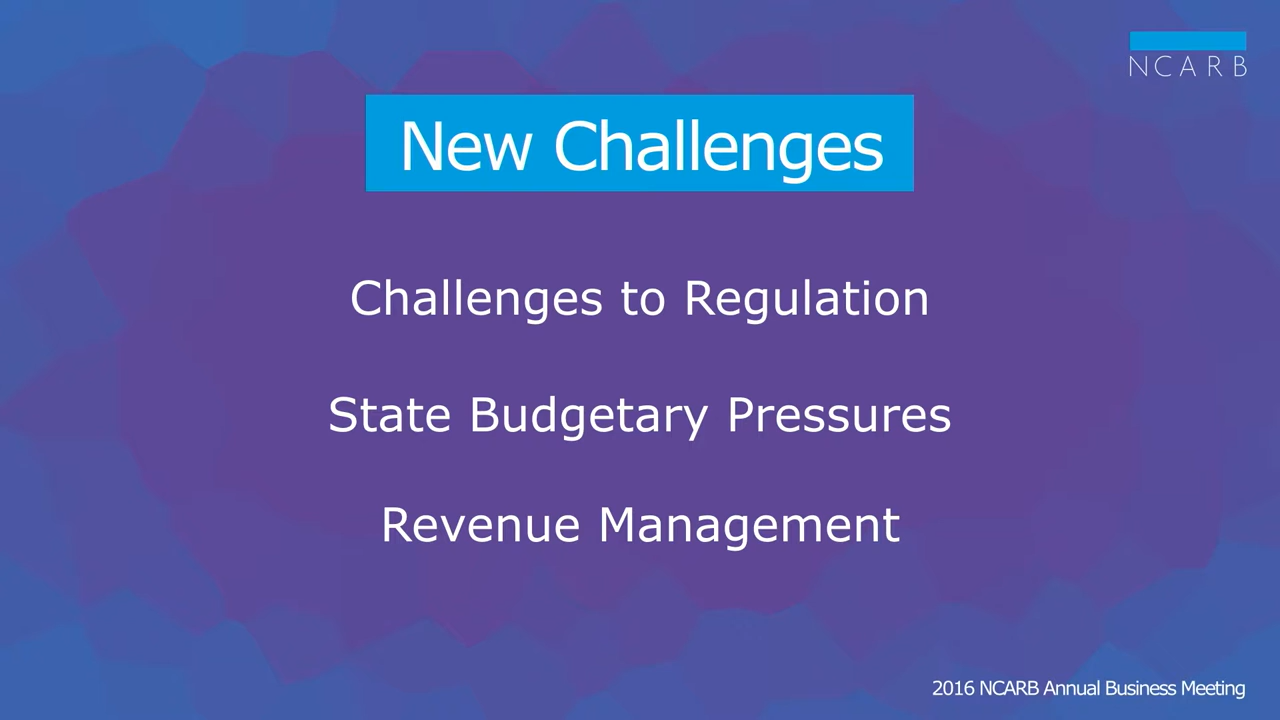 NCARB
New Challenges
Challenges to Regulation
State Budgetary Pressures
Revenue Management
2016 NCARB Annual Business Meeting